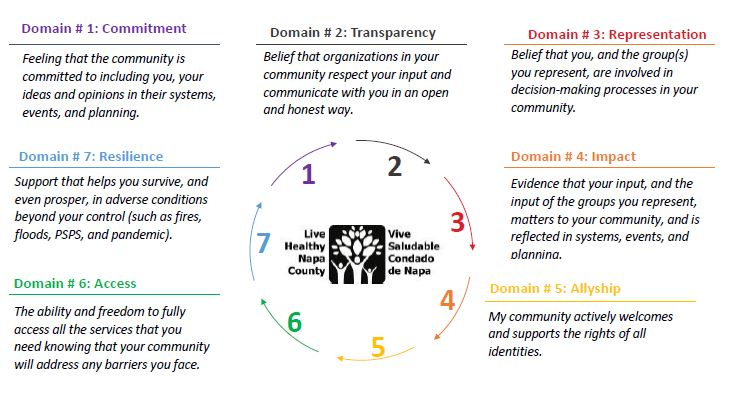 Domain # 1: Commitment
Feeling that the community is
committed to including you, your
ideas and opinions in their systems,
events, and planning.
Domain # 2: Transparency
Belief that organizations in your
community respect your input and
communicate with you in an open
and honest way.
Domain # 3: Representation
Belief that you, and the group(s)
you represent, are involved in
decision-making processes in your
community.
Domain # 7: Resilience
Support that helps you survive, and
even prosper, in adverse conditions
beyond your control (such as fires,
floods, PSPS, and pandemic).
1
2
3
4
5
6
7
Live
Healthy
Napa
County
Vive
Saludable
Condado
de Napa
Domain # 4: Impact
Evidence that your input, and the
input of the groups you represent,
matters to your community, and is
reflected in systems, events, and
planning.
Domain # 6: Access
The ability and freedom to fully
access all the services that you
need knowing that your community
will address any barriers you face.
Domain # 5: Allyship
My community actively welcomes
and supports the rights of all
identities.